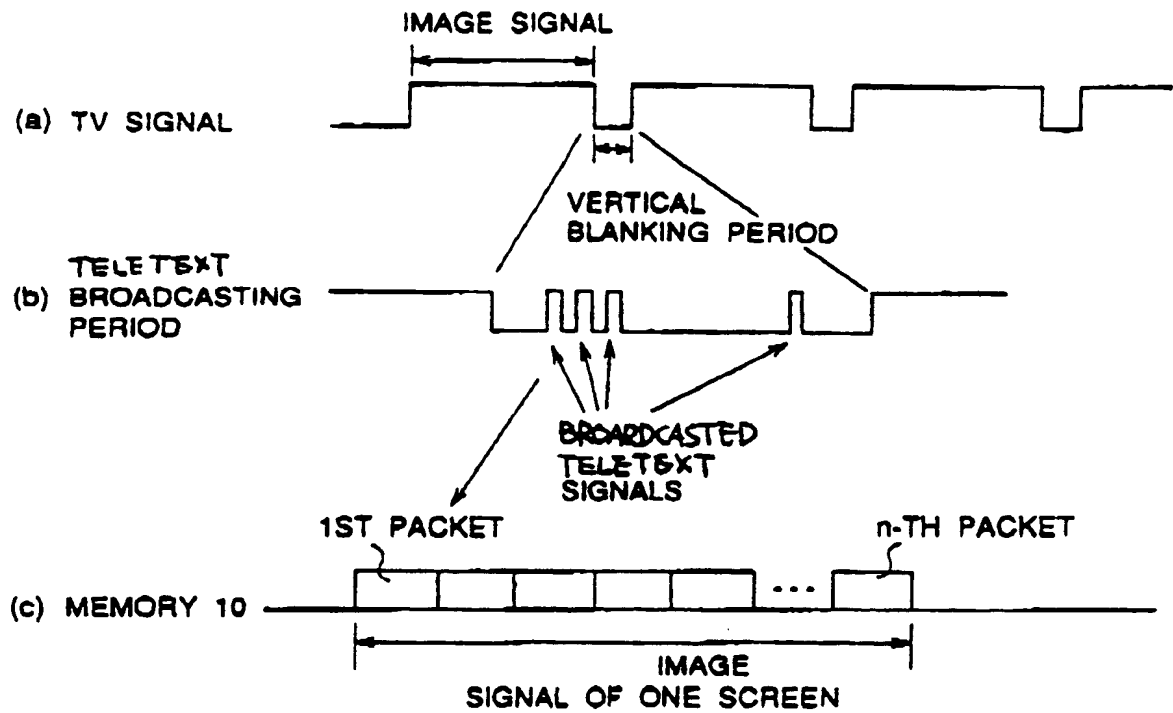 IMAGE SIGNAL
(a) TV SIGNAL
VERTICAL
BLANKING PERIOD
TELETEXT
(b) BROADCASTING
PERIOD
BROARDCASTED
TELETEXT
SIGNALS
1ST PACKET
n-TH PACKET
...
(c) MEMORY 10
IMAGE
SIGNAL OF ONE SCREEN